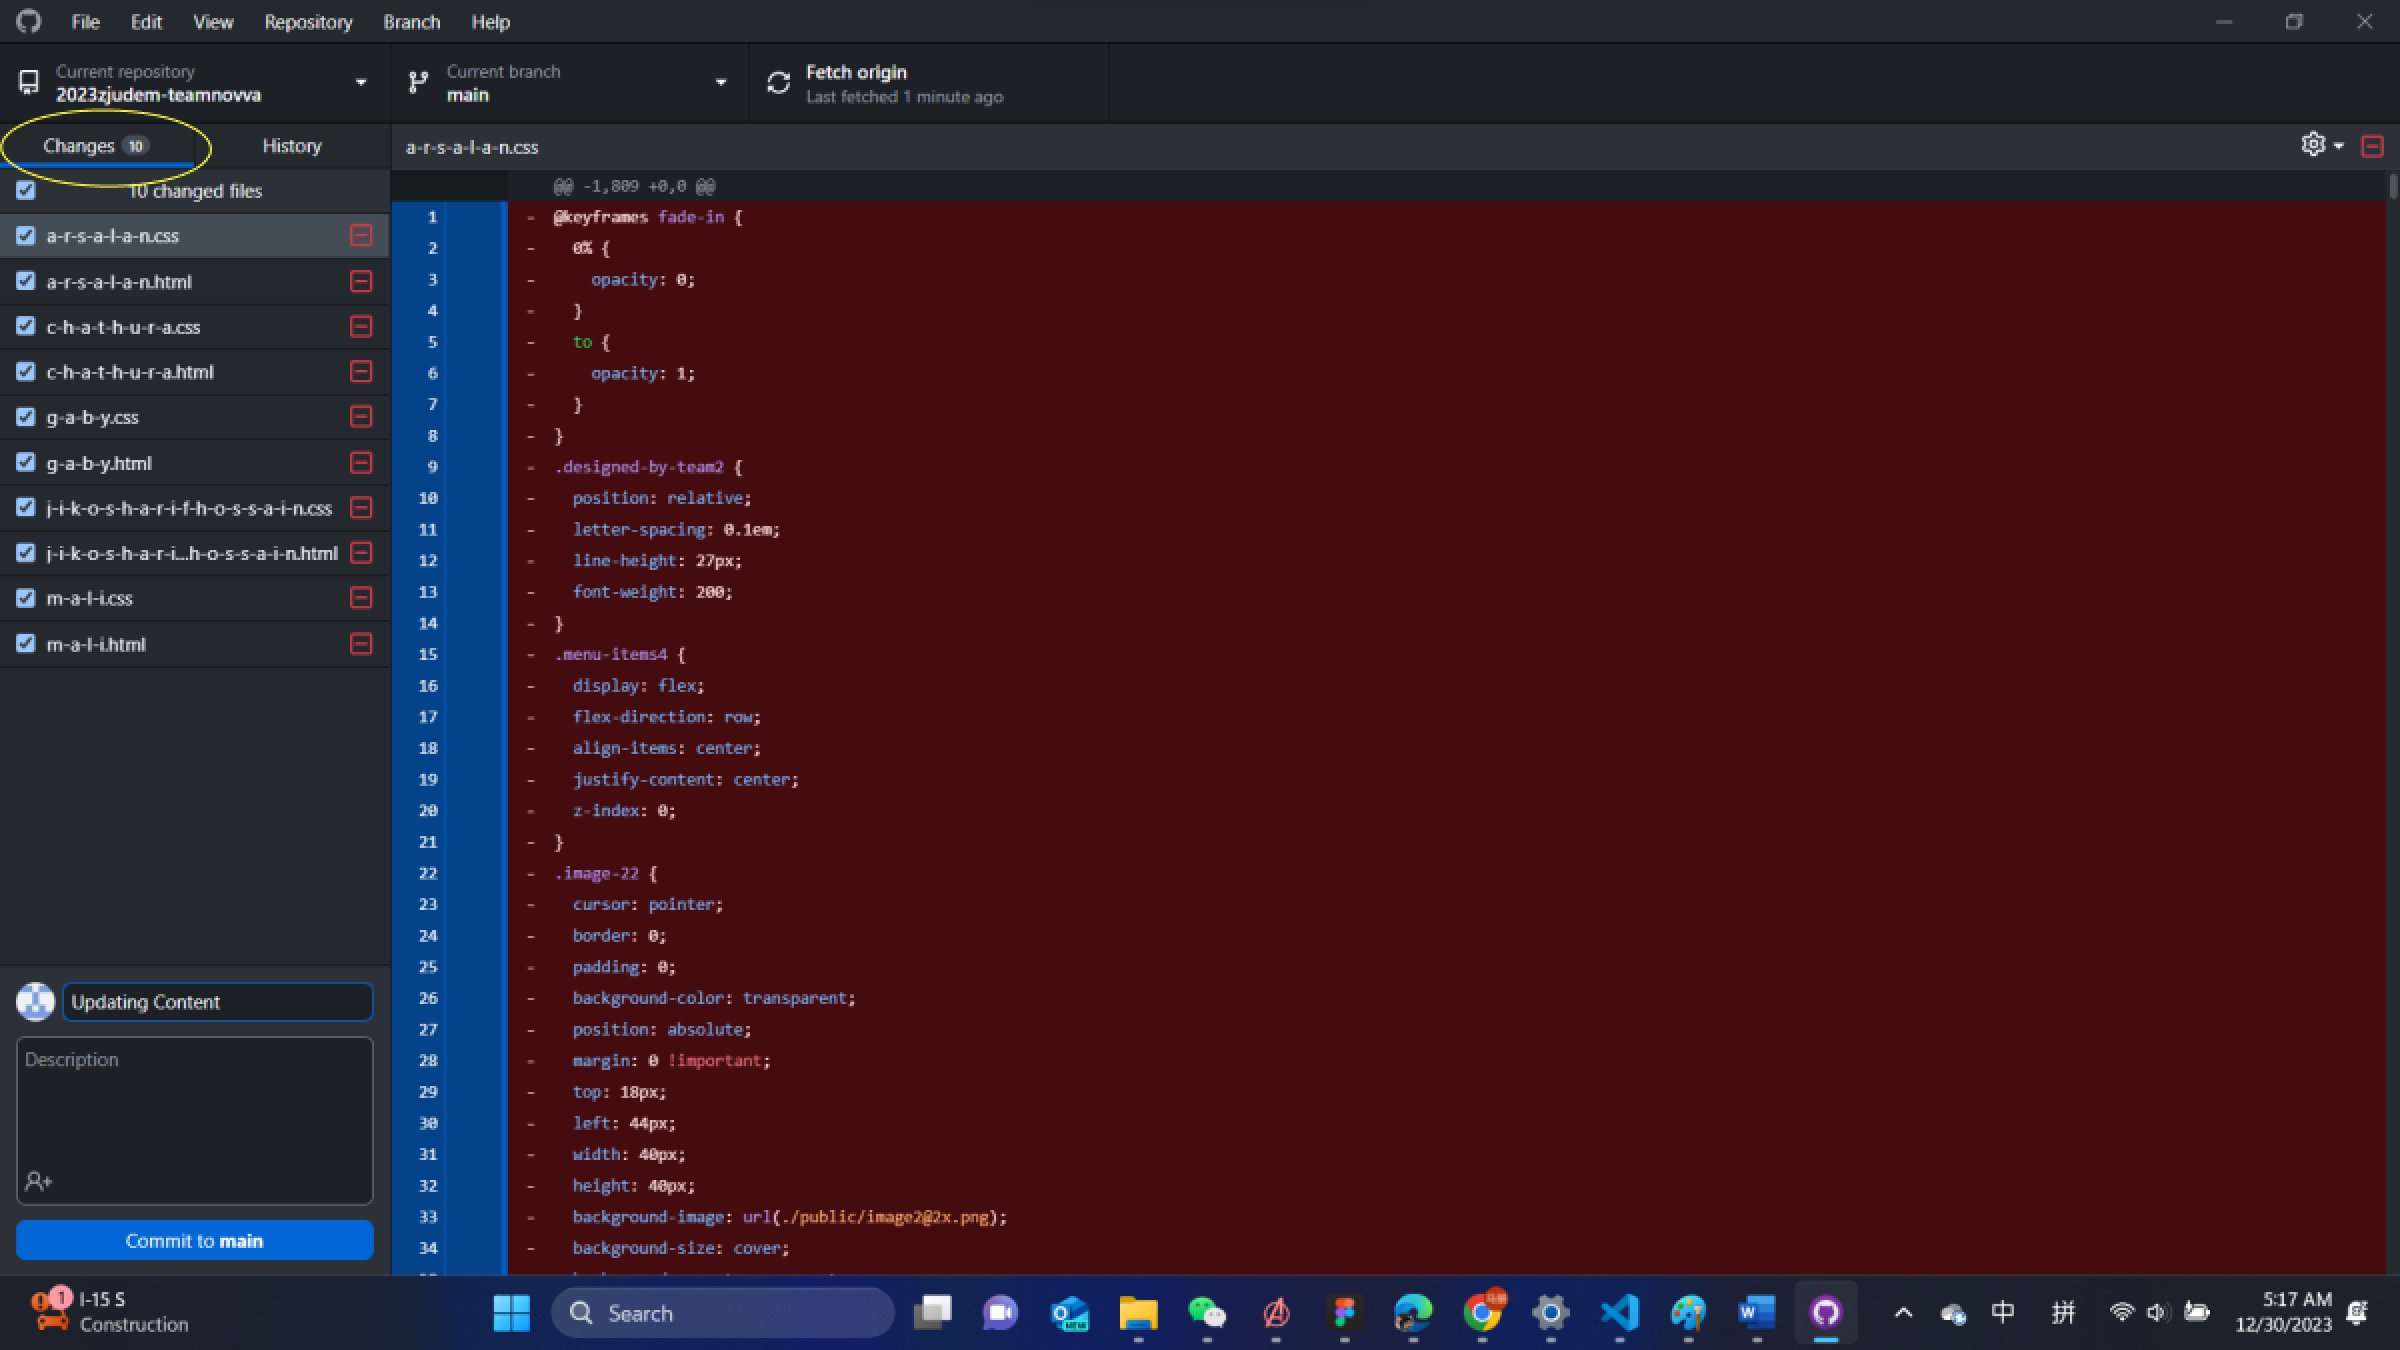 File Edit View Repository Branch Help
Current repository
2023zjudem-teamnovva
Current branch
main
Fetch origin
Last fetched 1 minute ago
Changes 10
History
10 changed files
a-r-s-a-l-a-n.css
a-r-s-a-l-a-n.html
c-h-a-t-h-u-r-a.css
c-h-a-t-h-u-r-a.html
g-a-b-y.css
g-a-b-y.html
j-i-k-o-s-h-a-r-i-f-h-o-s-s-a-i-n.css
j-i-k-o-s-h-a-r-i...h-o-s-s-a-i-n.html
m-a-l-i.css
m-a-l-i.html
Updating Content
Description
Commit to main
a-r-s-a-l-a-n.css
@@ -1,809 +0,0 @@
1 - @keyframes fade-in {
2 - 0% {
3 - opacity: 0;
4 - }
5 - to {
6 - opacity: 1;
7 - }
8 - }
9 - .designed-by-team2 {
10 - position: relative;
11 - letter-spacing: 0.1em;
12 - line-height: 27px;
13 - font-weight: 200;
14 - }
15 - .menu-items4 {
16 - display: flex;
17 - flex-direction: row;
18 - align-items: center;
19 - justify-content: center;
20 - z-index: 0;
21 - }
22 - .image-22 {
23 - cursor: pointer;
24 - border: 0;
25 - padding: 0;
26 - background-color: transparent;
27 - position: absolute;
28 - margin: 0 !important;
29 - top: 18px;
30 - left: 44px;
31 - width: 40px;
32 - height: 40px;
33 - background-image: url(./public/image2@2x.png);
34 - background-size: cover;
1
I-15 S
Construction
Search
中
拼
5:17 AM
12/30/2023